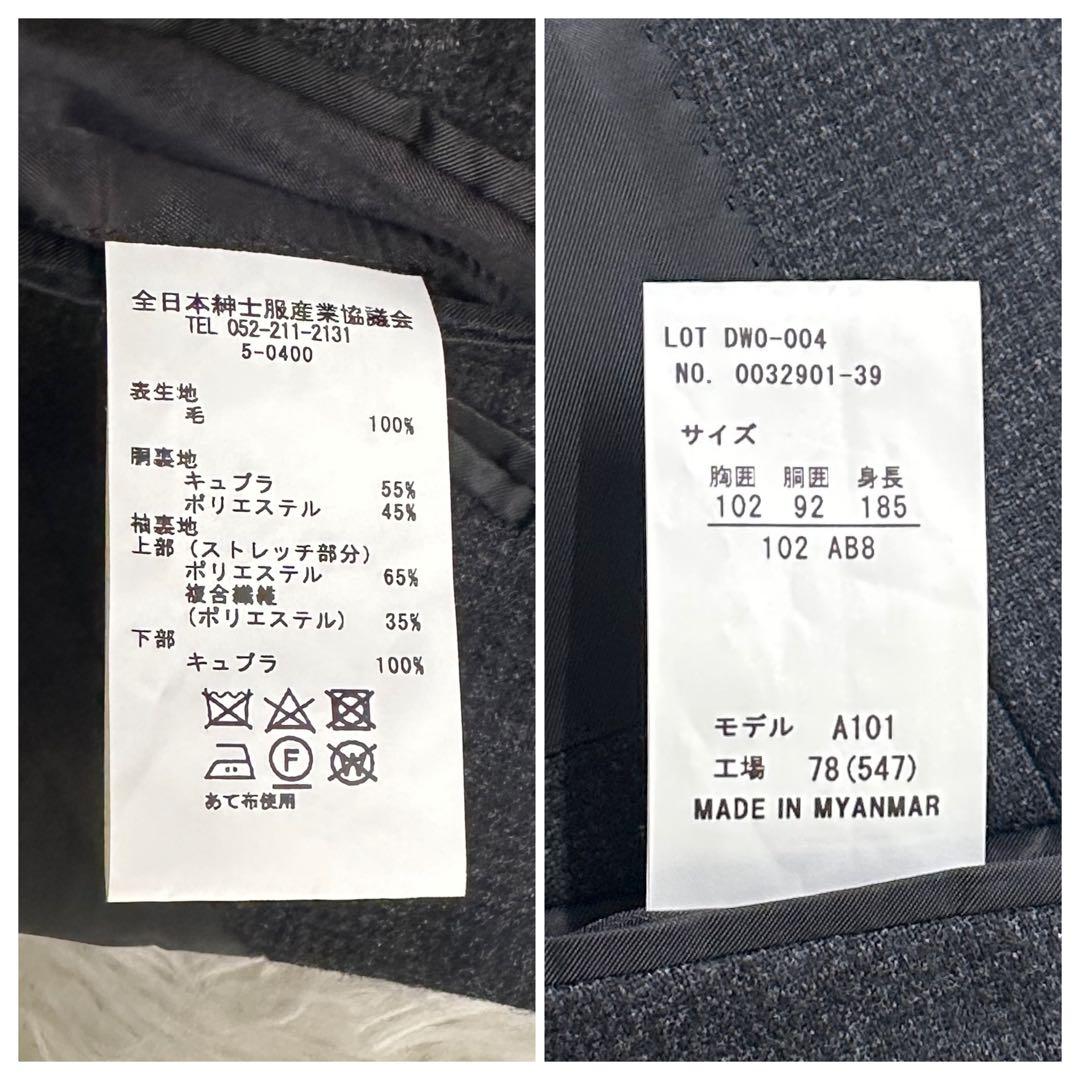 全日本紳士服産業協議会
TEL 052-211-2131
5-0400
表生地
毛 100%
胴裏地
キュプラ 55%
ポリエステル 45%
袖裏地
上部(ストレッチ部分)
ポリエステル 65%
複合繊維
(ポリエステル) 35%
下部
キュプラ 100%
F W
あて布使用
LOT DWO-004
NO. 0032901-39
サイズ
胸囲 胴囲 身長
102 92 185
102 AB8
モデル A101
工場 78(547)
MADE IN MYANMAR